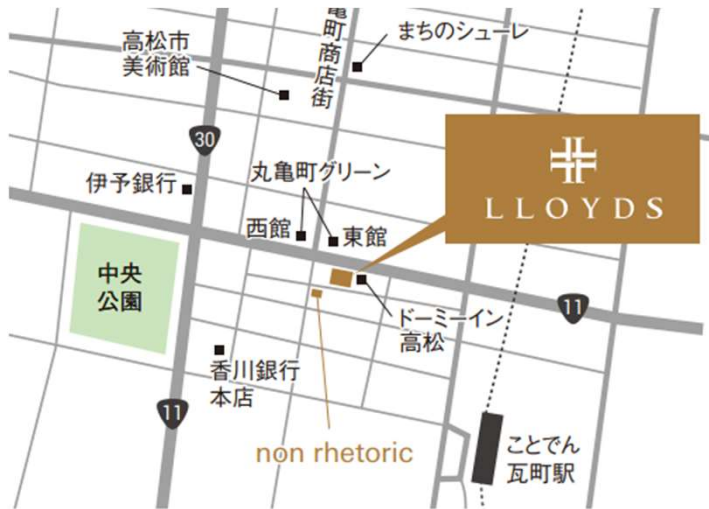 高松市
美術館
亀町商店街
まちのシューレ
30
伊予銀行
丸亀町グリーン
西館
東館
LLOYDS
中央
公園
ドーミーイン
高松
11
香川銀行
本店
11
non rhetoric
ことでん
瓦町駅